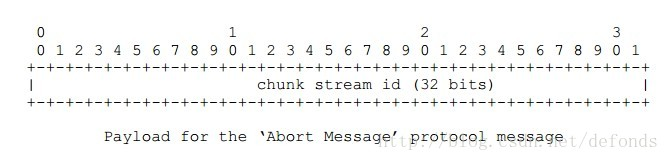 0                   1                   2                   3
0 1 2 3 4 5 6 7 8 9 0 1 2 3 4 5 6 7 8 9 0 1 2 3 4 5 6 7 8 9 0 1
+-+-+-+-+-+-+-+-+-+-+-+-+-+-+-+-+-+-+-+-+-+-+-+-+-+-+-+-+-+-+-+-+
| chunk stream id (32 bits) |
+-+-+-+-+-+-+-+-+-+-+-+-+-+-+-+-+-+-+-+-+-+-+-+-+-+-+-+-+-+-+-+-+
Payload for the ‘Abort Message’ protocol message
http://blog.csdn.net/defonds